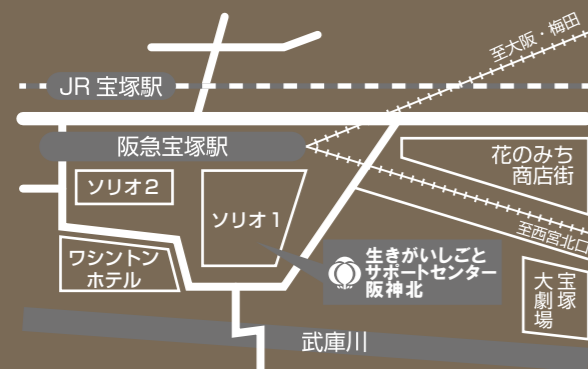 至大阪・梅田
JR 宝塚駅
阪急宝塚駅
花のみち
商店街
ソリオ2
ソリオ1
至西宮北口
ワシントン
ホテル
生きがいしごと
サポートセンター
阪神北
宝塚
大劇場
武庫川